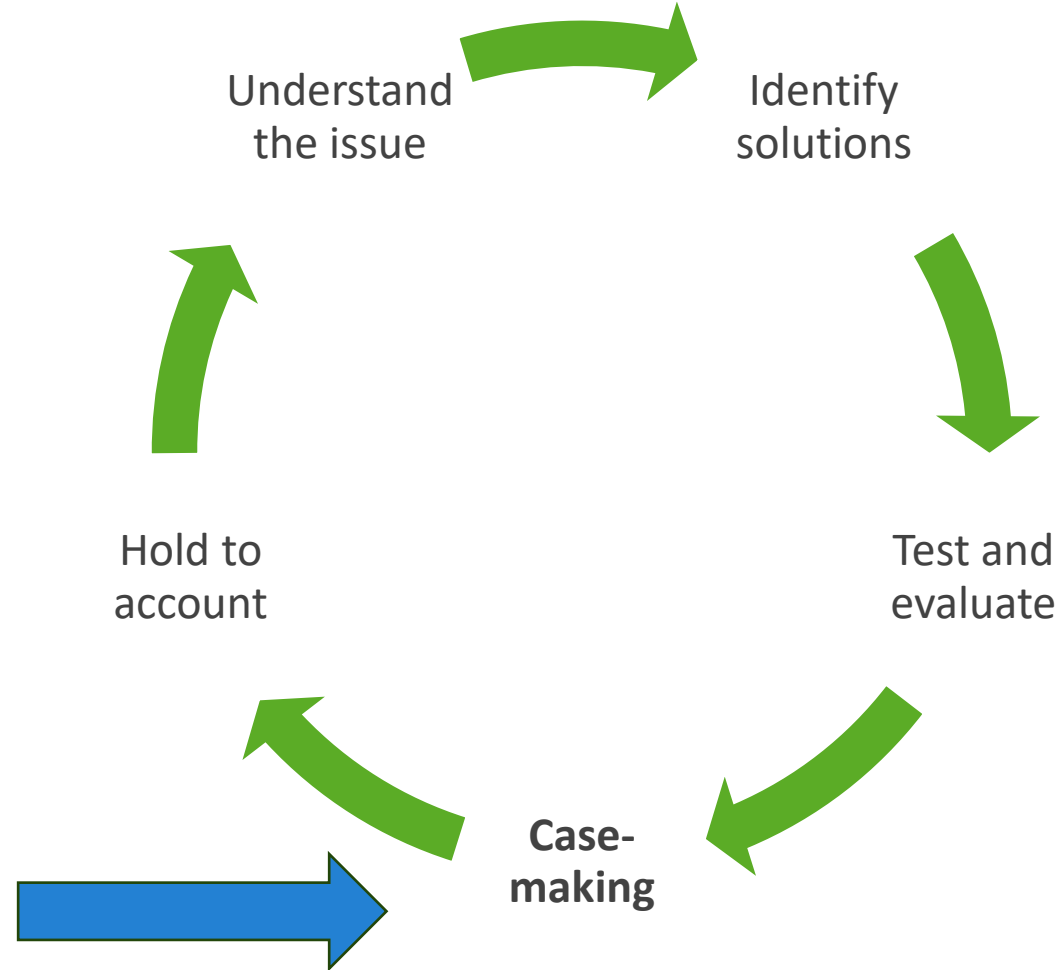 Understand
the issue
Identify
solutions
Test and
evaluate
Case-
making
Hold to
account